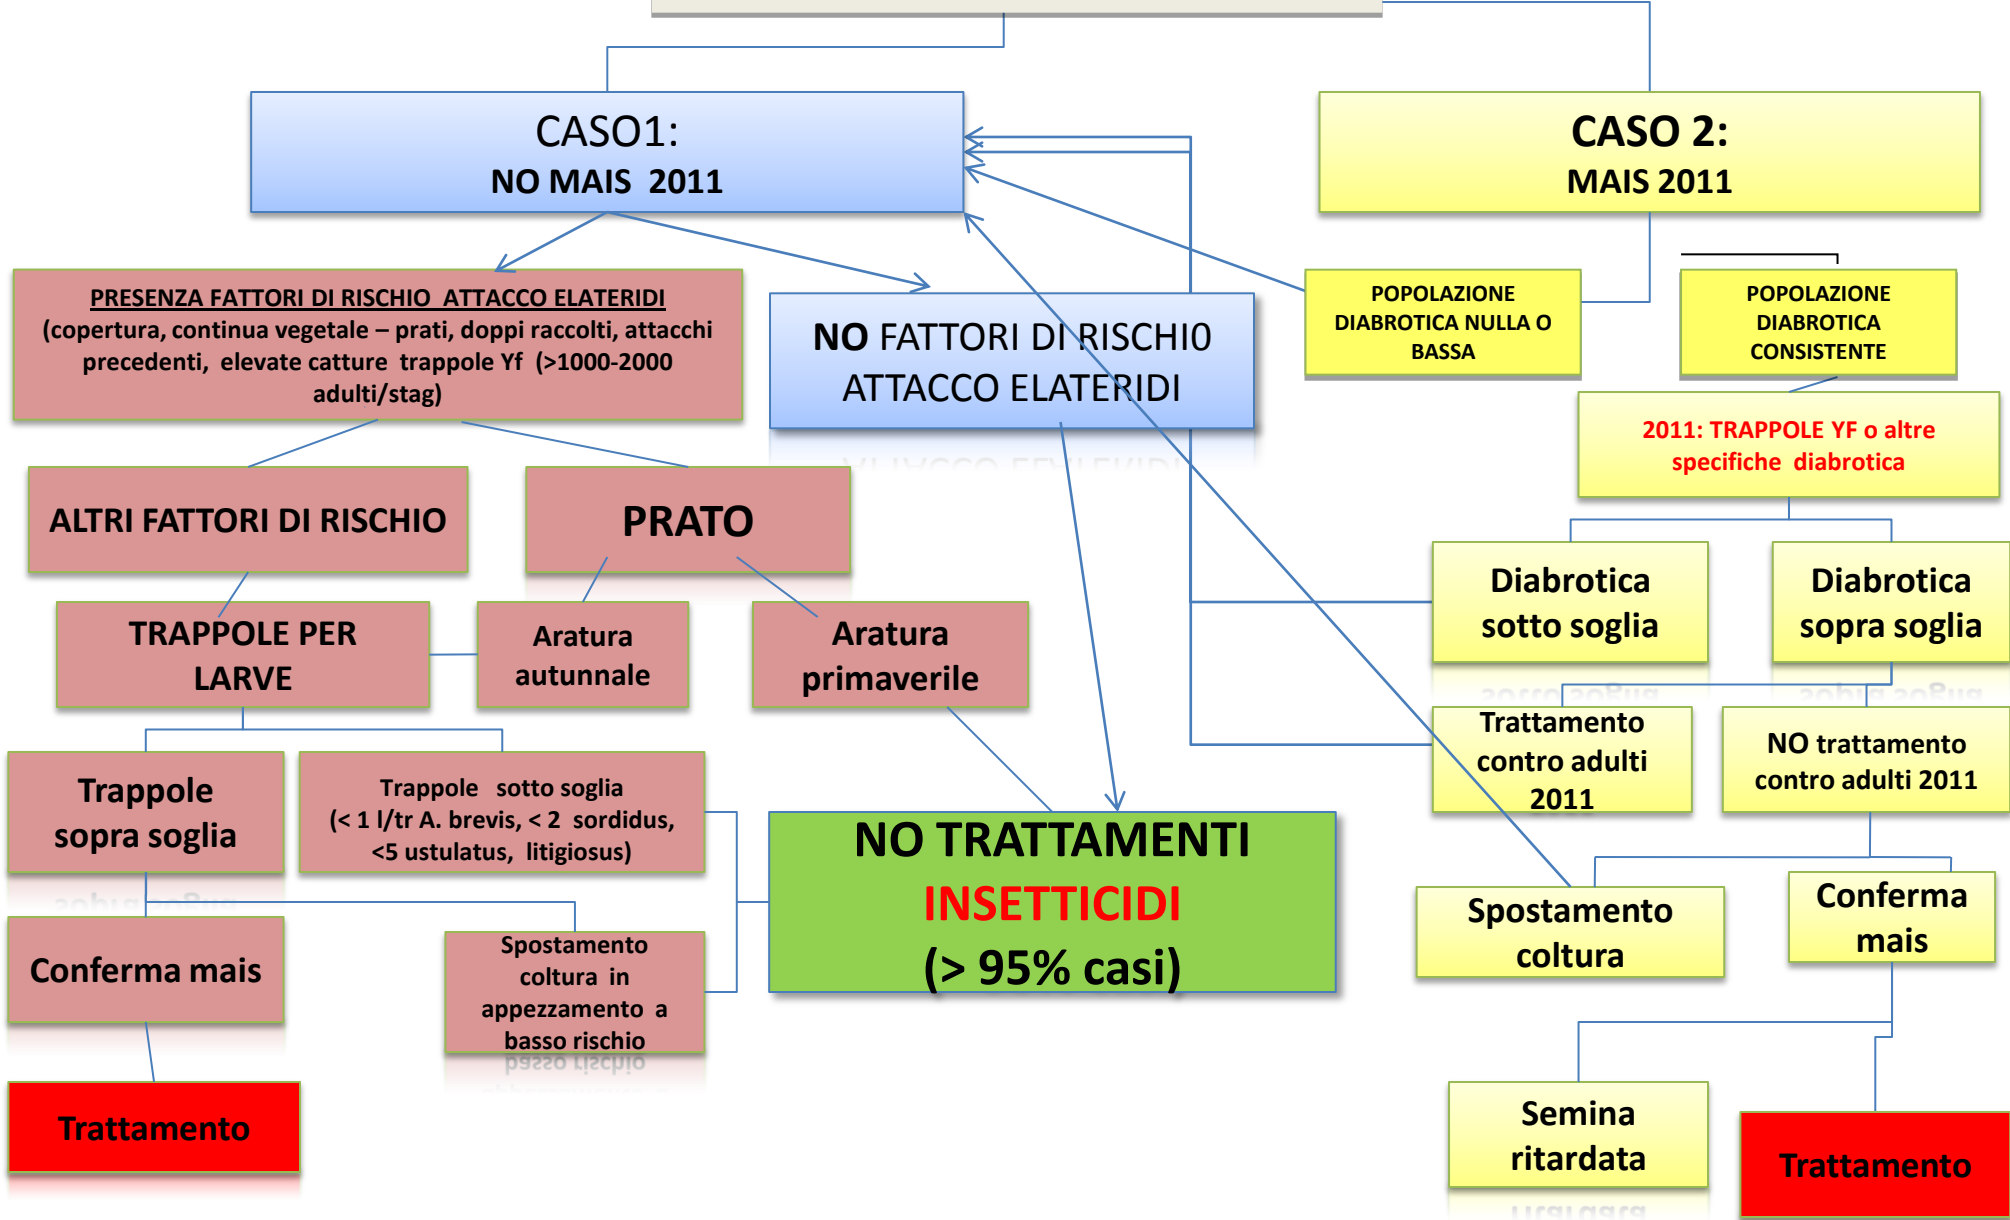 CASO1:
NO MAIS 2011
CASO 2:
MAIS 2011
PRESENZA FATTORI DI RISCHIO ATTACCO ELATERIDI
(copertura, continua vegetale – prati, doppi raccolti, attacchi
precedenti, elevate catture trappole Yf (>1000-2000
adulti/stag)
NO FATTORI DI RISCHI0
ATTACCO ELATERIDI
POPOLAZIONE
DIABROTICA NULLA O
BASSA
POPOLAZIONE
DIABROTICA
CONSISTENTE
2011: TRAPPOLE YF o altre
specifiche diabrotica
ALTRI FATTORI DI RISCHIO
PRATO
Diabrotica
sotto soglia
Diabrotica
sopra soglia
TRAPPOLE PER
LARVE
Aratura
autunnale
Aratura
primaverile
Trattamento
contro adulti
2011
NO trattamento
contro adulti 2011
Trappole
sopra soglia
Trappole sotto soglia
(< 1 l/tr A. brevis, < 2 sordidus,
<5 ustulatus, litigiosus)
NO TRATTAMENTI
INSETTICIDI
(> 95% casi)
Spostamento
coltura
Conferma
mais
Conferma mais
Spostamento
coltura in
appezzamento a
basso rischio
Trattamento
Semina
ritardata
Trattamento